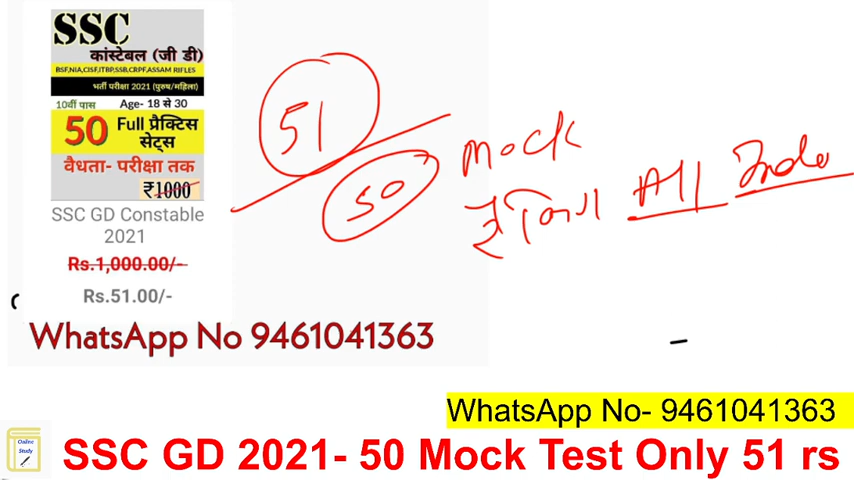 SSC
कांस्टेबल (जी डी)
BSF,NIA,CISF,ITBP,SSB,CRPF,ASSAM RIFLES
भर्ती परीक्षा 2021 (पुरुष/महिला)
10वीं पास Age- 18 से 30
50 Full प्रैक्टिस
सेट्स
वैधता- परीक्षा तक
₹1000
SSC GD Constable
2021
Rs.1,000.00/-
Rs.51.00/-
51
50
Mock
All
WhatsApp No 9461041363
WhatsApp No- 9461041363
Online
Study
SSC GD 2021- 50 Mock Test Only 51 rs